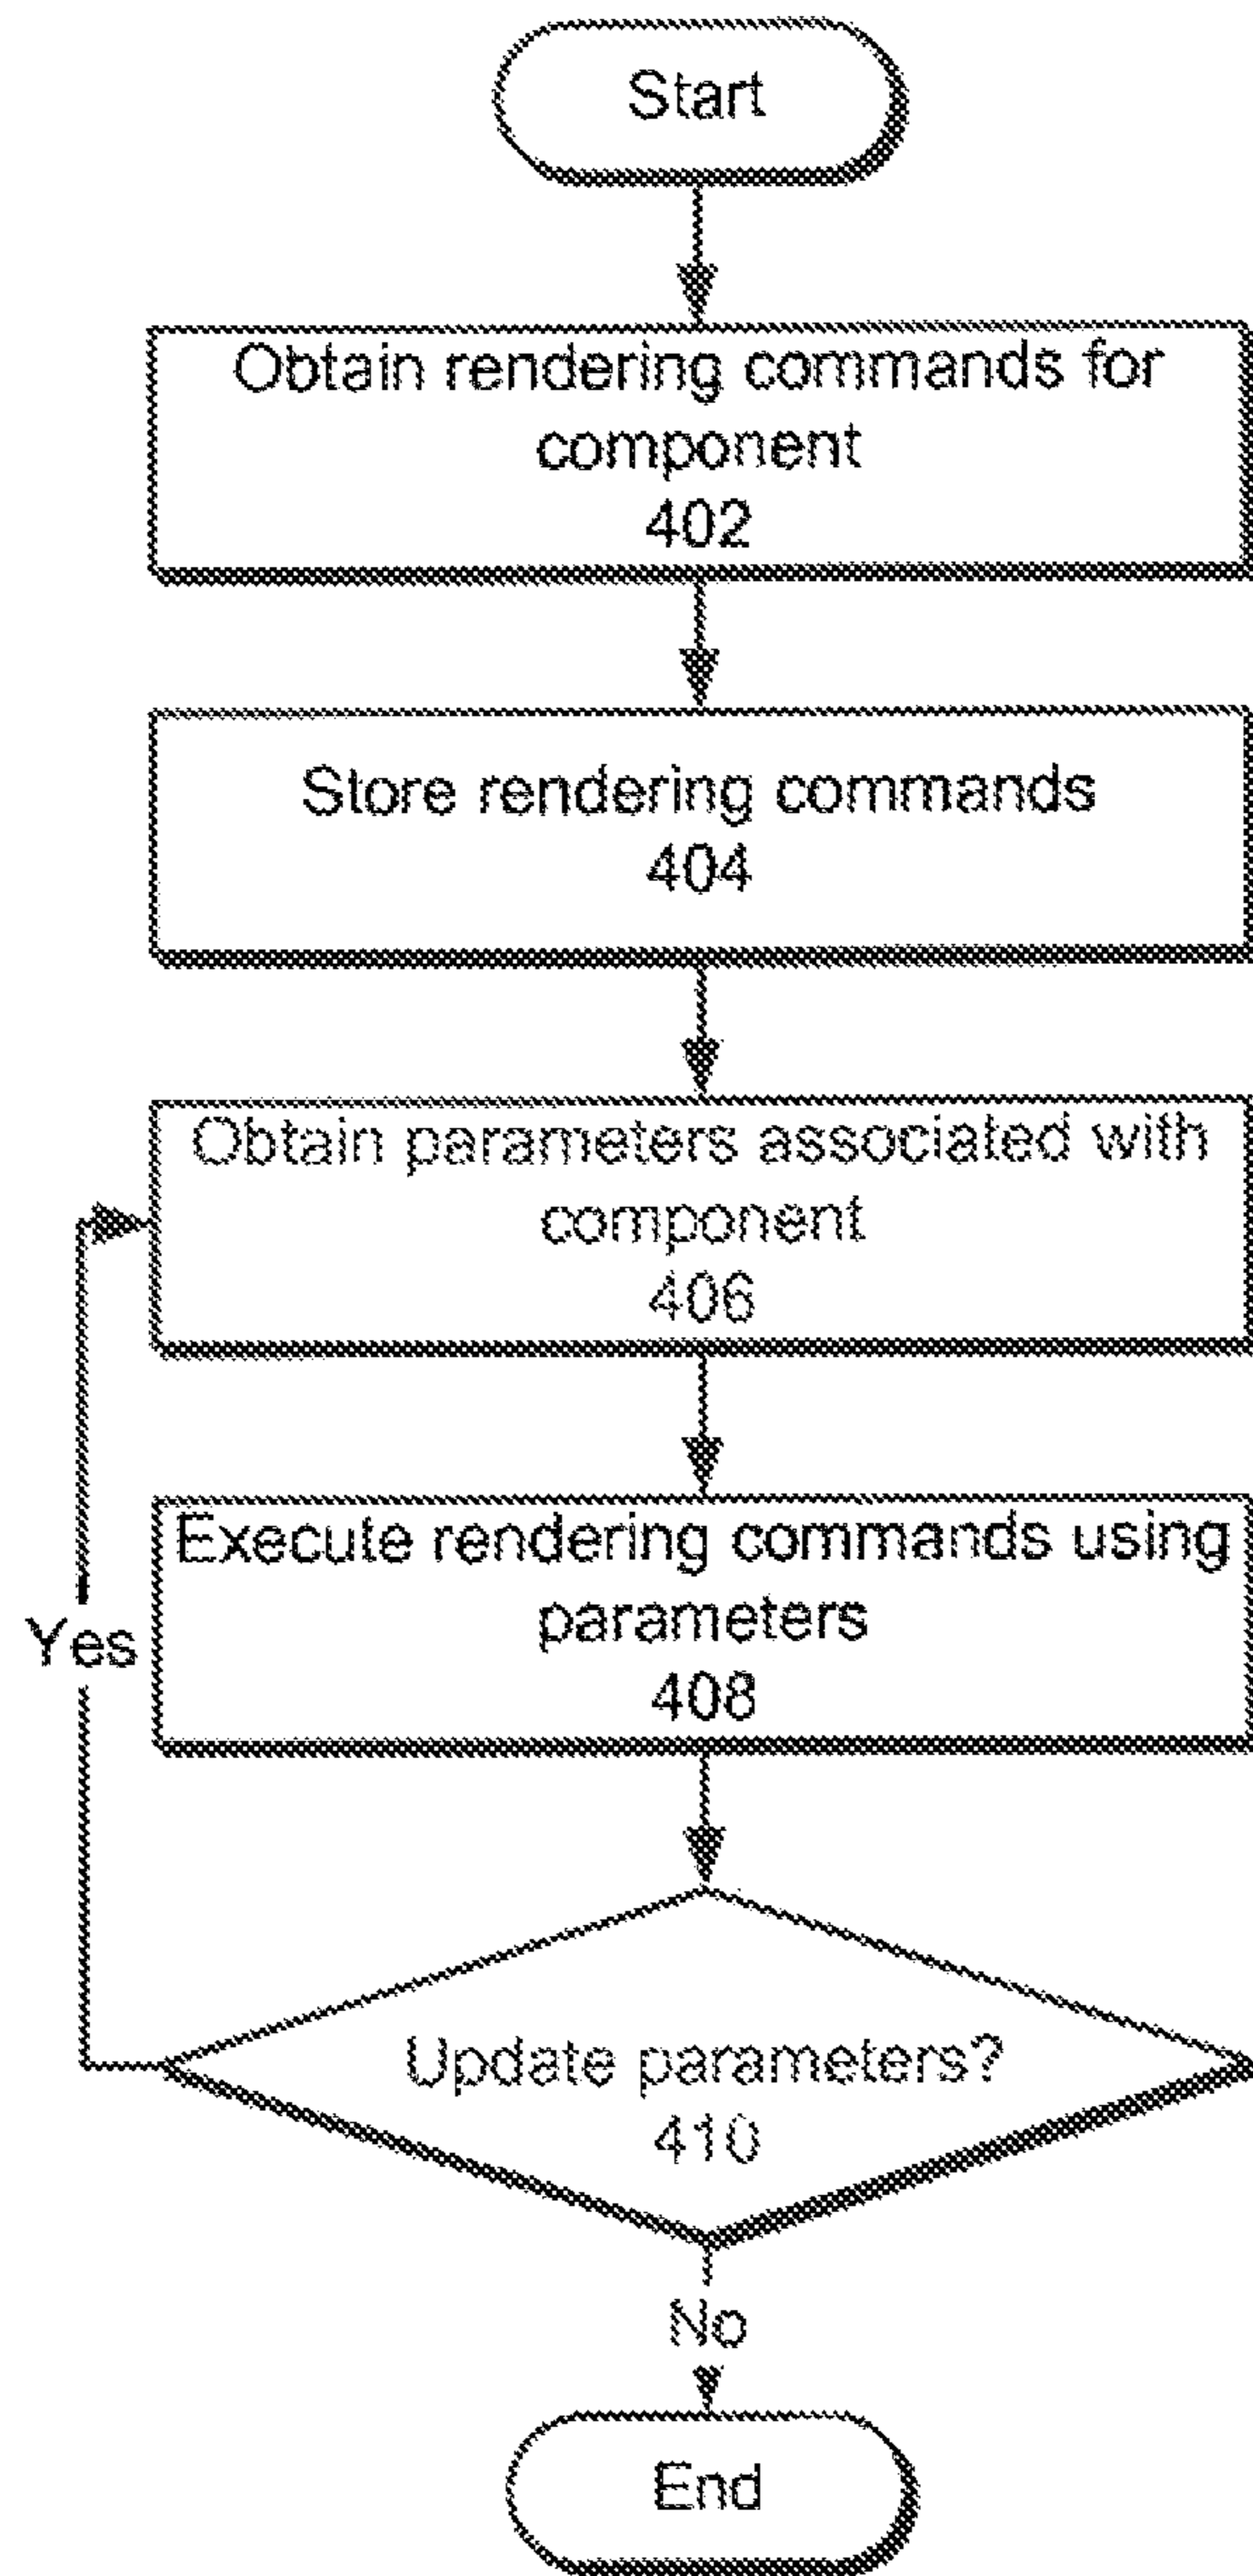 Start
Obtain rendering commands for
component
402
Store rendering commands
404
Obtain parameters associated with
component
406
Execute rendering commands using
parameters
408
Yes
Update parameters?
410
No
End